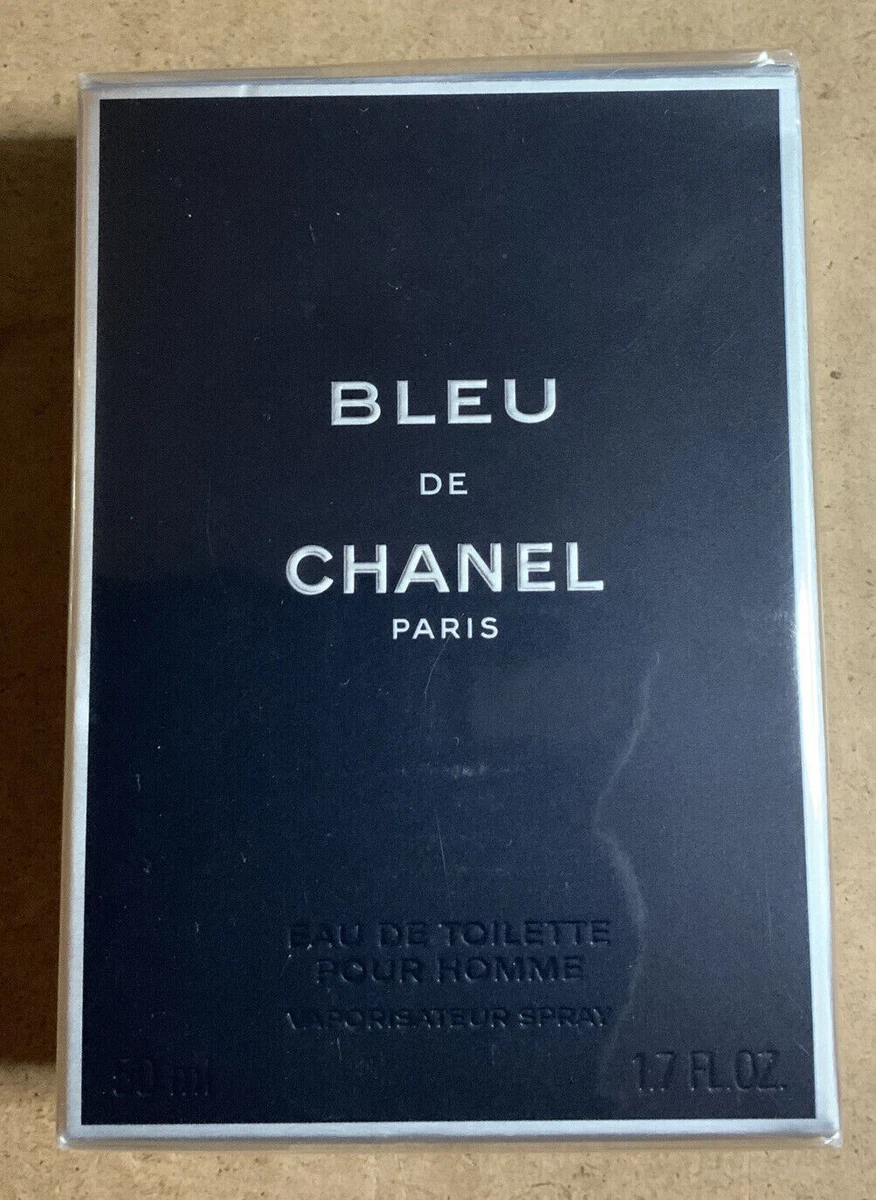 BLEU
DE
CHANEL
PARIS
EAU DE TOILETTE
POUR HOMME
VAPORISATEUR SPRAY
50 ml 1.7 FL.OZ.